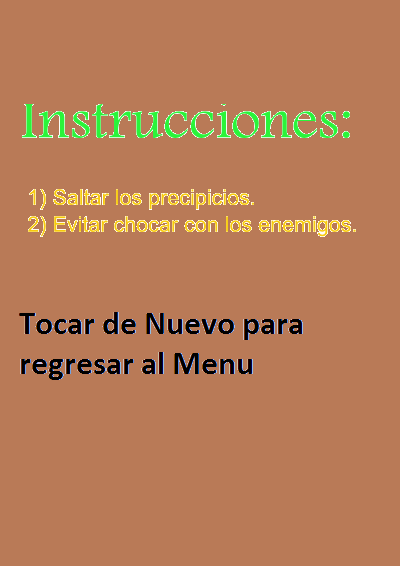 Instrucciones:
1) Saltar los precipicios.
2) Evitar chocar con los enemigos.
Tocar de Nuevo para
regresar al Menu